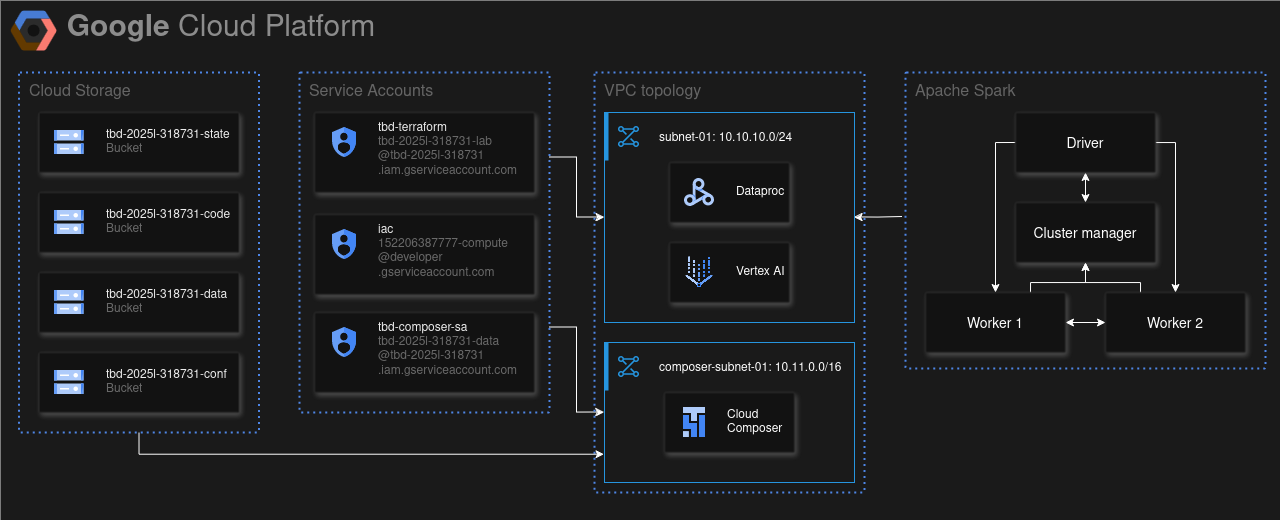 Google Cloud Platform
Cloud Storage
tbd-2025l-318731-state
Bucket
tbd-2025l-318731-code
Bucket
tbd-2025l-318731-data
Bucket
tbd-2025l-318731-conf
Bucket
Service Accounts
tbd-terraform
tbd-2025l-318731-lab
@tbd-2025l-318731
.iam.gserviceaccount.com
iac
152206387777-compute
@developer
.gserviceaccount.com
tbd-composer-sa
tbd-2025l-318731-data
@tbd-2025l-318731
.iam.gserviceaccount.com
VPC topology
subnet-01: 10.10.10.0/24
Dataproc
Vertex AI
composer-subnet-01: 10.11.0.0/16
Cloud
Composer
Apache Spark
Driver
Cluster manager
Worker 1
Worker 2